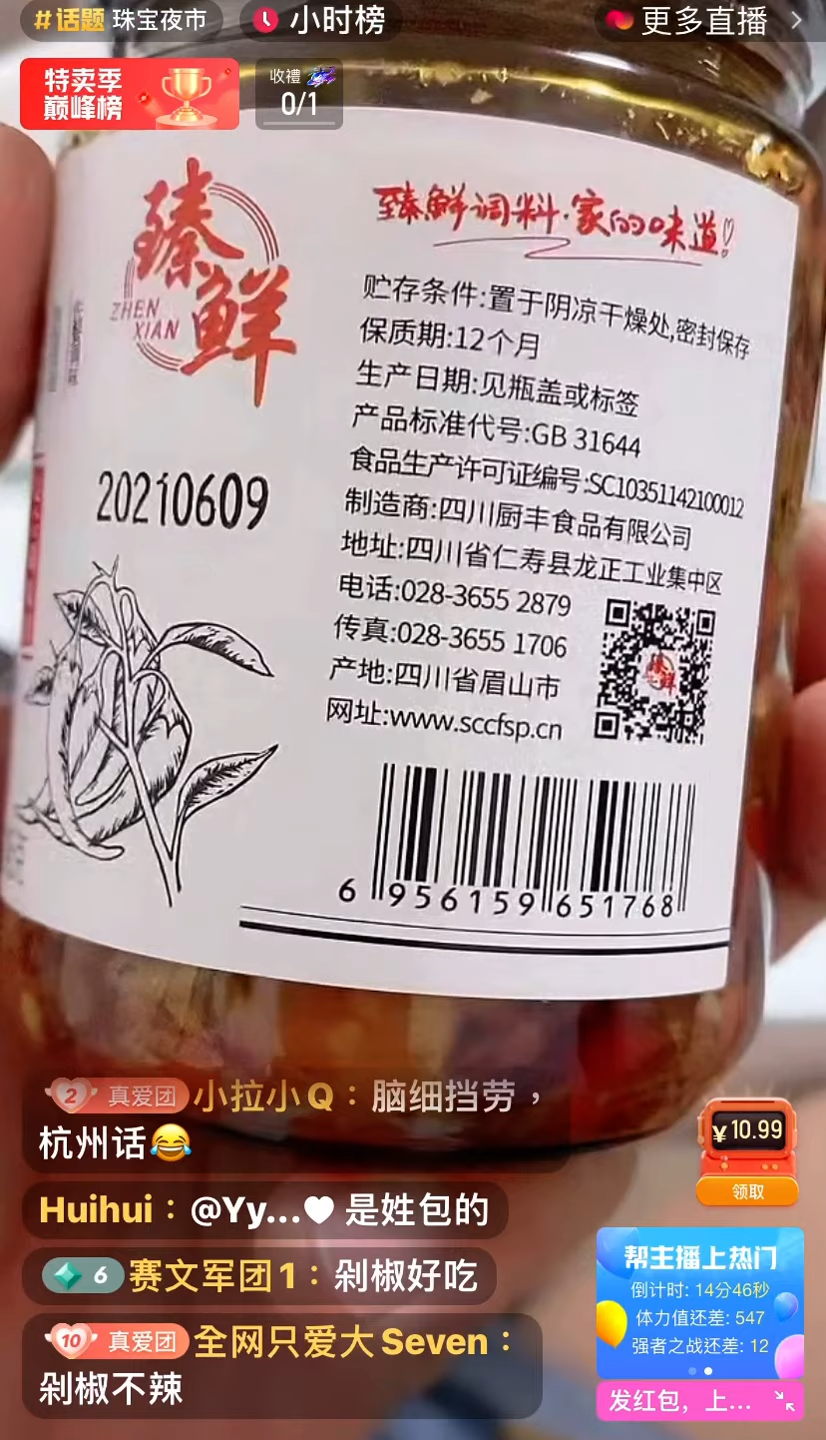 #话题 珠宝夜市
小时榜
更多直播
特卖季
巅峰榜
收禮
0/1
臻鲜
ZHEN
XIAN
臻鲜调料·家的味道!
贮存条件:置于阴凉干燥处,密封保存
保质期:12个月
生产日期:见瓶盖或标签
产品标准代号:GB 31644
食品生产许可证编号:SC10351142100012
制造商:四川厨丰食品有限公司
地址:四川省仁寿县龙正工业集中区
电话:028-3655 2879
传真:028-3655 1706
产地:四川省眉山市
网址:www.sccfsp.cn
20210609
臻鲜
6 956159 651768
2 真爱团 小拉小Q：脑细挡劳，
杭州话😂
Huihui：@Yy...♥ 是姓包的
6 赛文军团1：剁椒好吃
10 真爱团 全网只爱大Seven：
剁椒不辣
¥10.99
领取
帮主播上热门
倒计时: 14分46秒
体力值还差: 547
强者之战还差: 12
发红包，上...